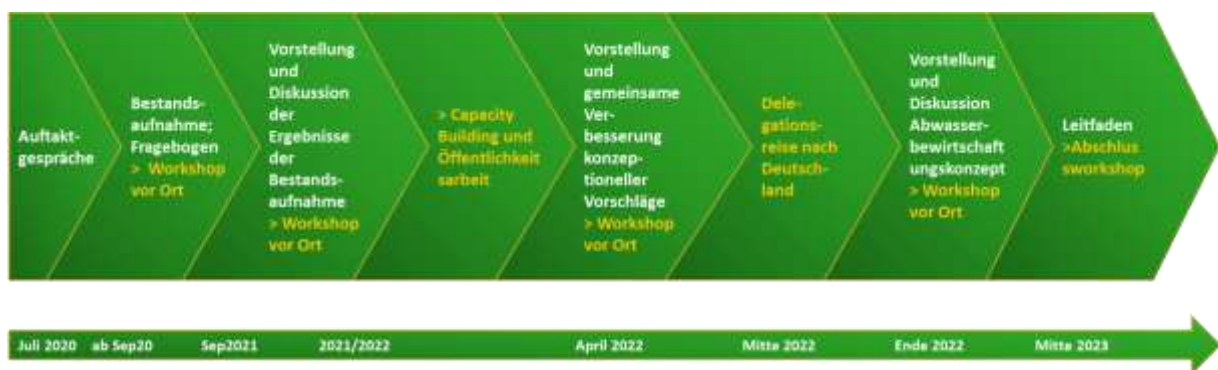 Auftakt-
gespräche
Bestands-
aufnahme;
Fragebogen
> Workshop
vor Ort
Vorstellung
und
Diskussion
der
Ergebnisse
der
Bestands-
aufnahme
> Workshop
vor Ort
> Capacity
Building und
Öffentlichkeit
sarbeit
Vorstellung
und
gemeinsame
Ver-
besserung
konzep-
tioneller
Vorschläge
> Workshop
vor Ort
Dele-
gations-
reise nach
Deutsch-
land
Vorstellung
und
Diskussion
Abwasser-
bewirtschaft
ungskonzept
> Workshop
vor Ort
Leitfaden
>Abschlus
sworkshop
Juli 2020 ab Sep20 Sep2021 2021/2022 April 2022 Mitte 2022 Ende 2022 Mitte 2023